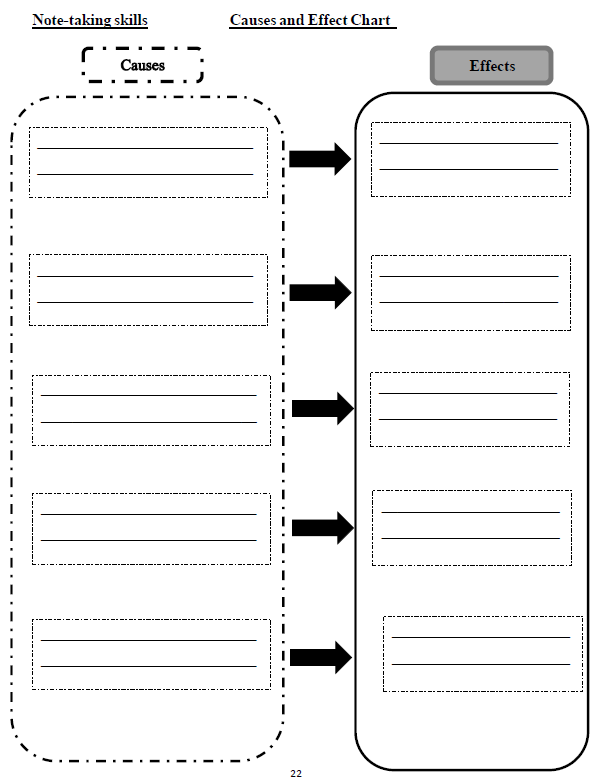 Note-taking skills Causes and Effect Chart
Causes Effects
22